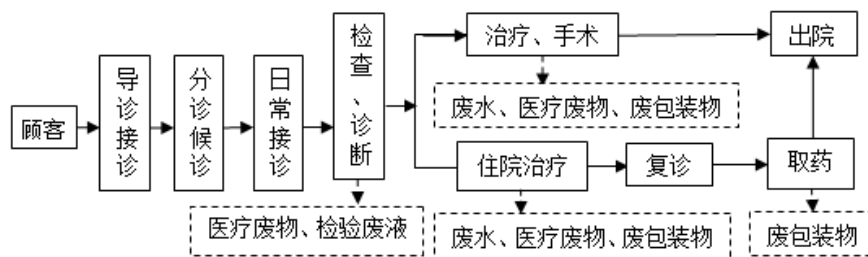 顾客
导诊接诊
分诊候诊
日常接诊
检查、诊断
治疗、手术
出院
废水、医疗废物、废包装物
住院治疗
复诊
取药
医疗废物、检验废液
废水、医疗废物、废包装物
废包装物